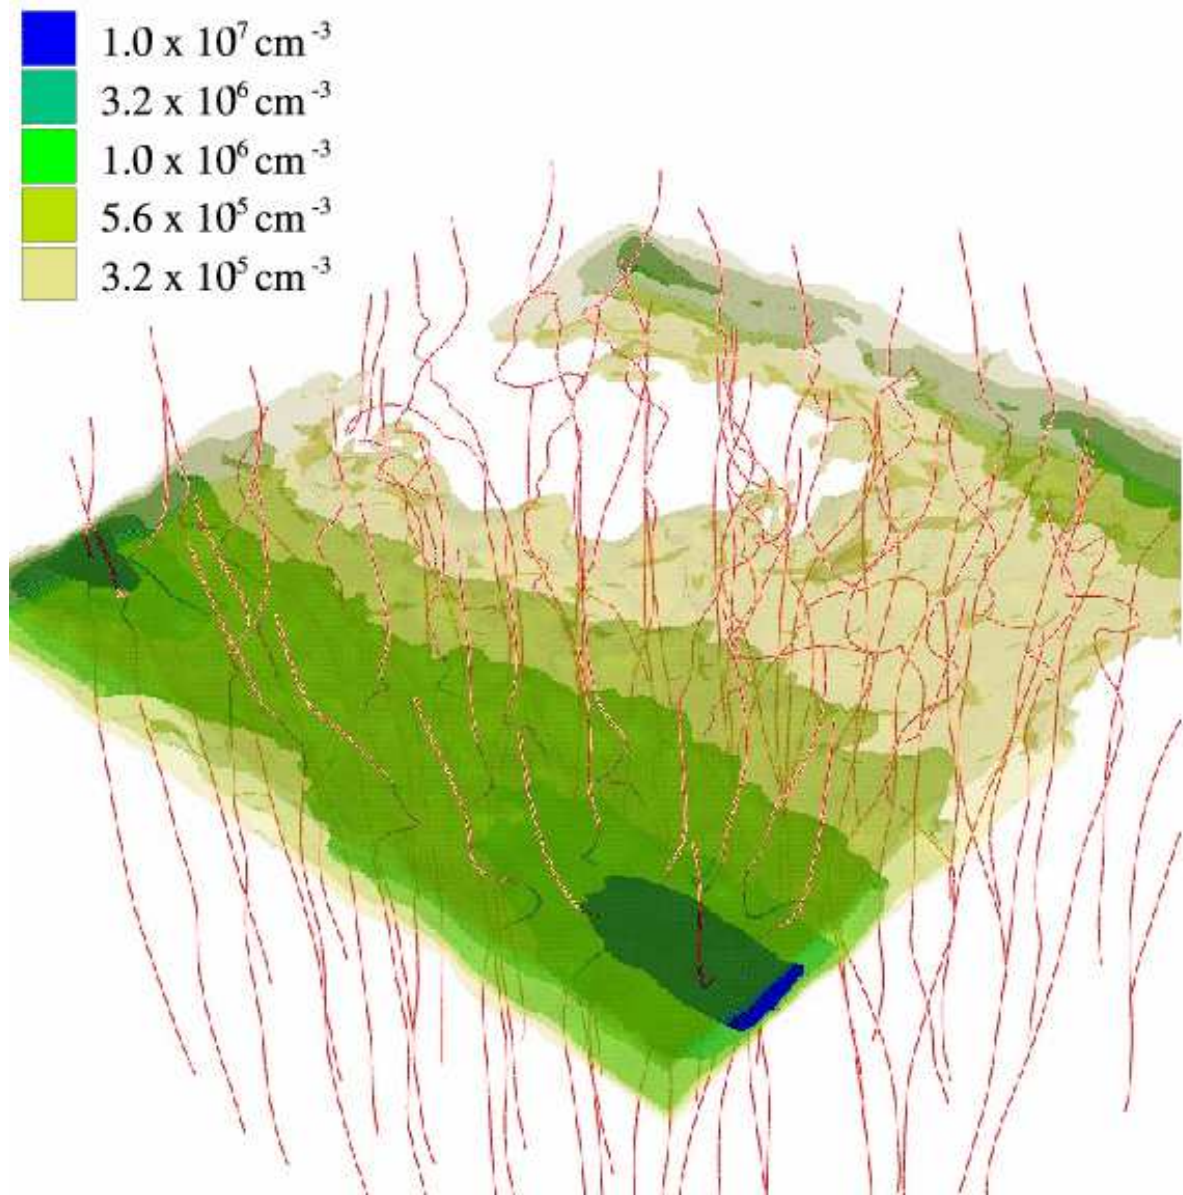 1.0 x 10⁷ cm⁻³
3.2 x 10⁶ cm⁻³
1.0 x 10⁶ cm⁻³
5.6 x 10⁵ cm⁻³
3.2 x 10⁵ cm⁻³